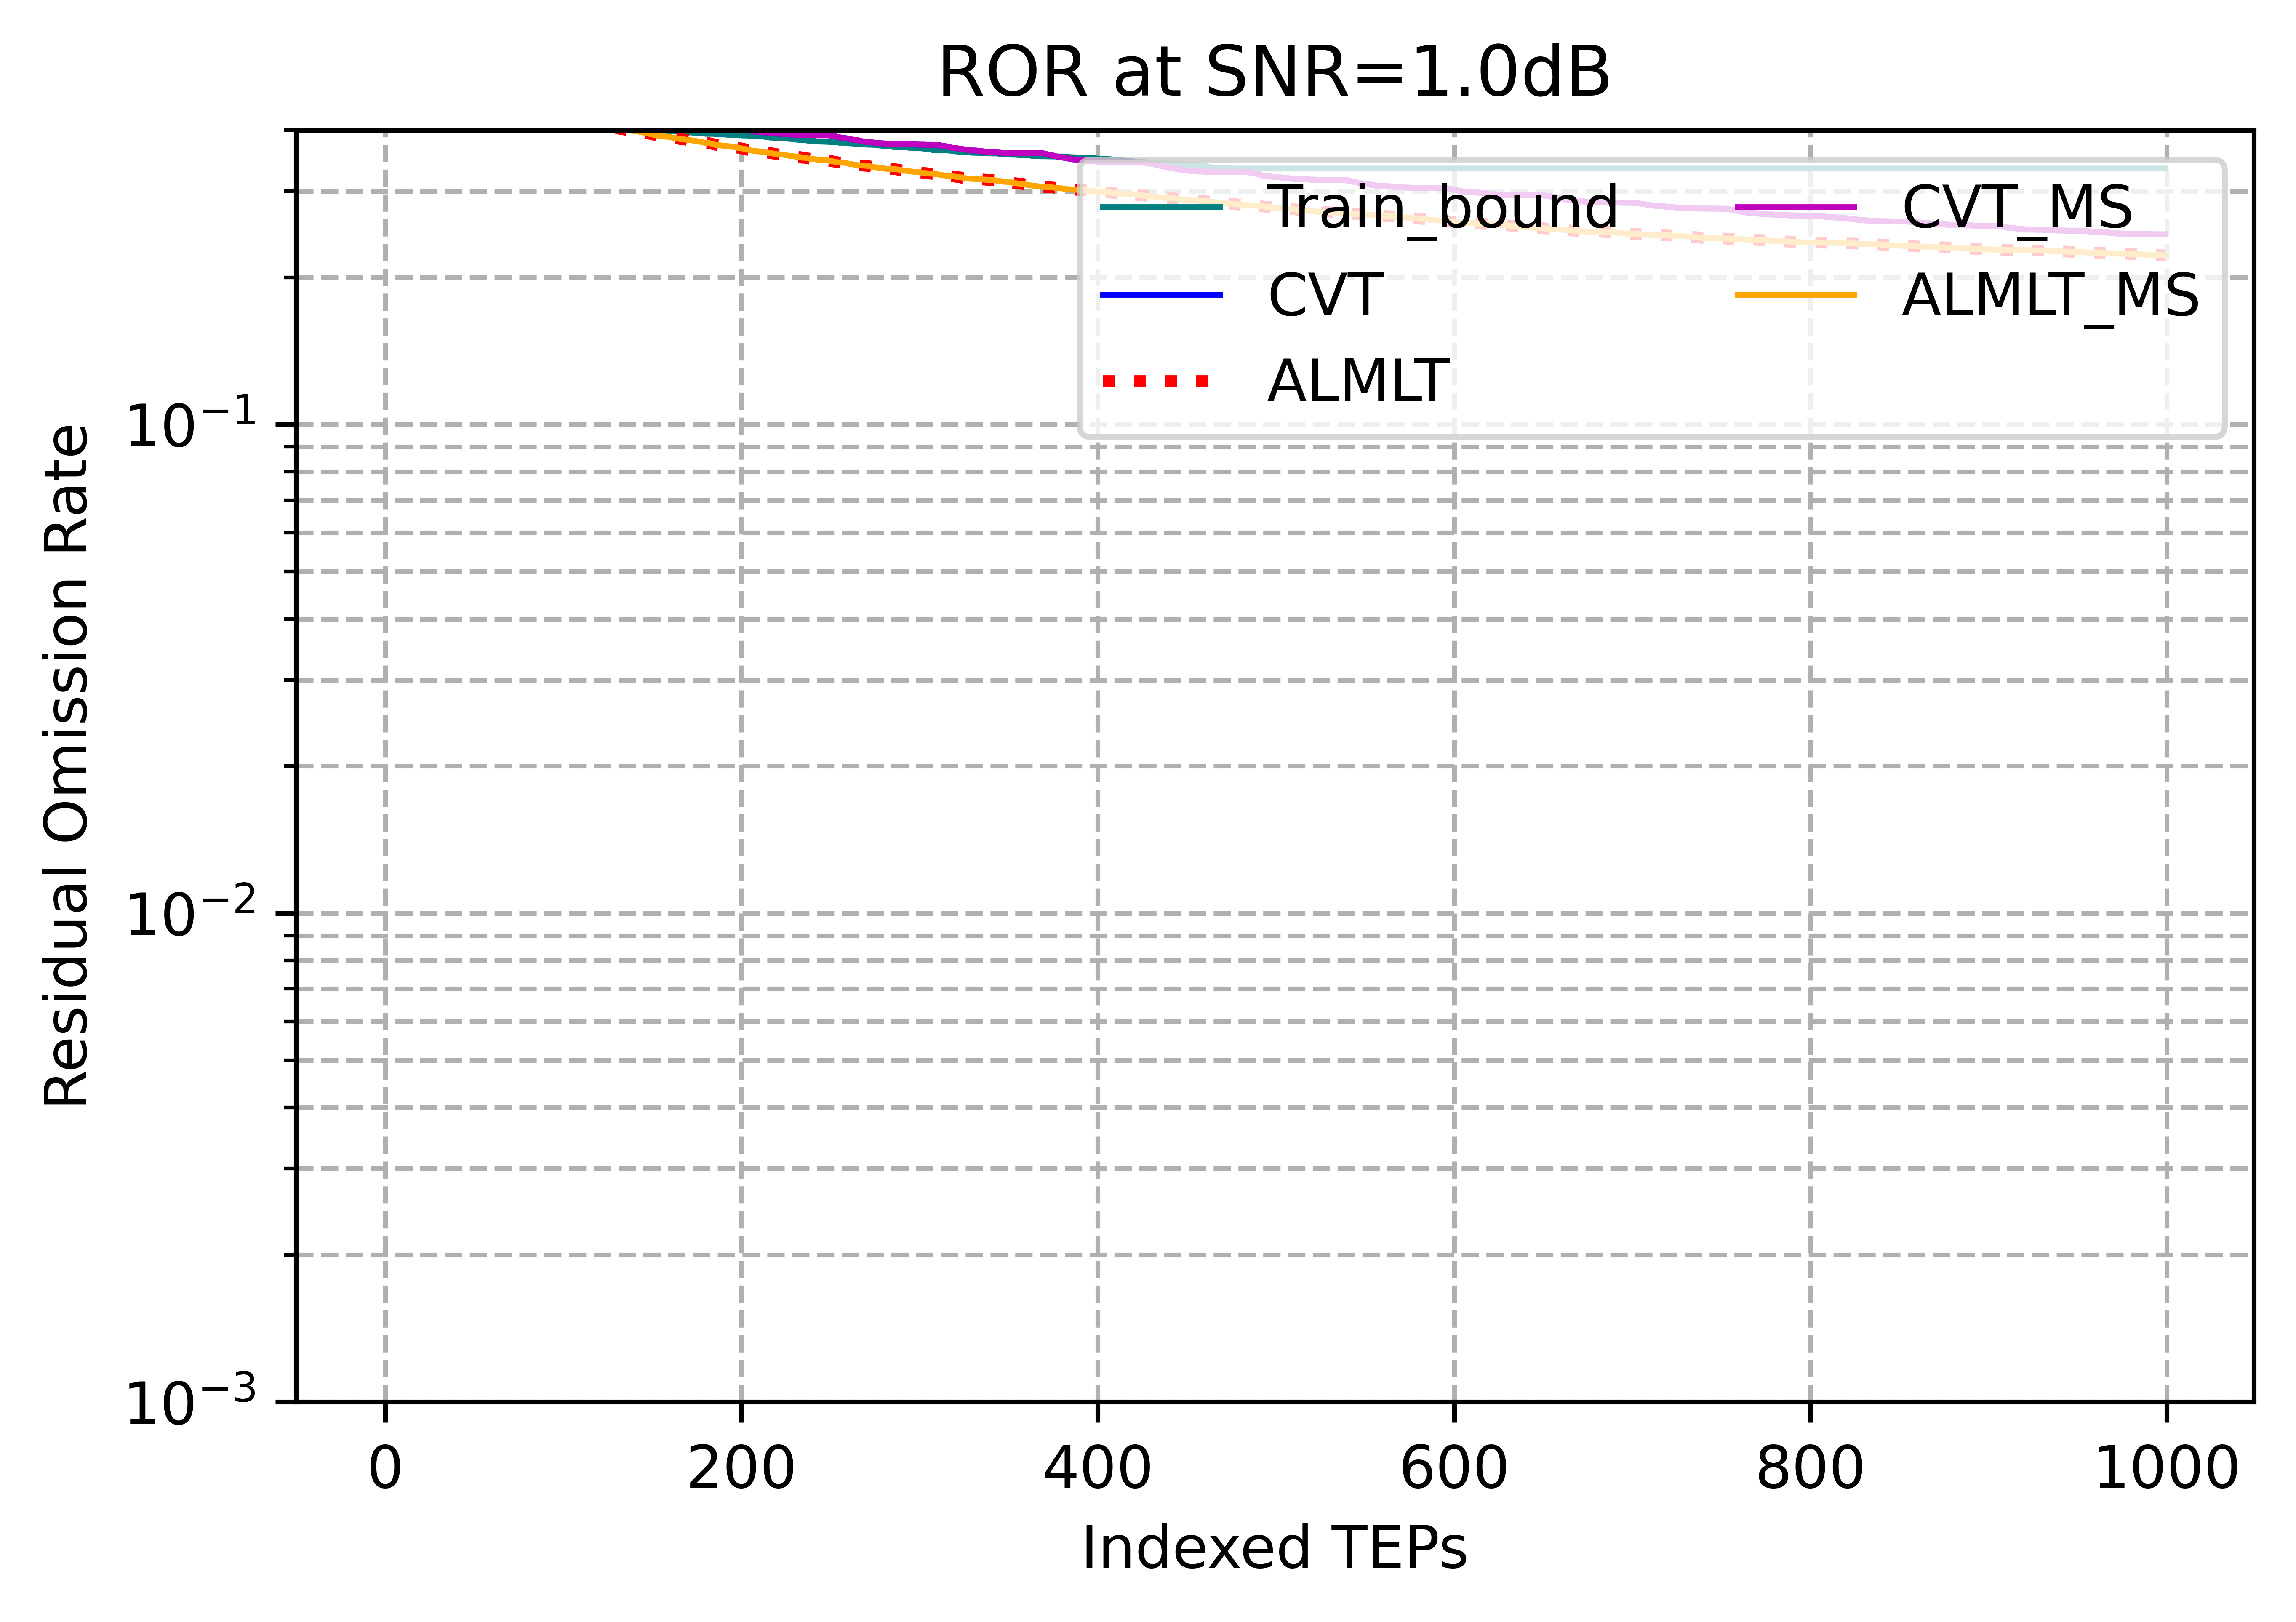 ROR at SNR=1.0dB
Residual Omission Rate
10⁻¹
10⁻²
10⁻³
Train_bound
CVT
ALMLT
CVT_MS
ALMLT_MS
0 200 400 600 800 1000
Indexed TEPs